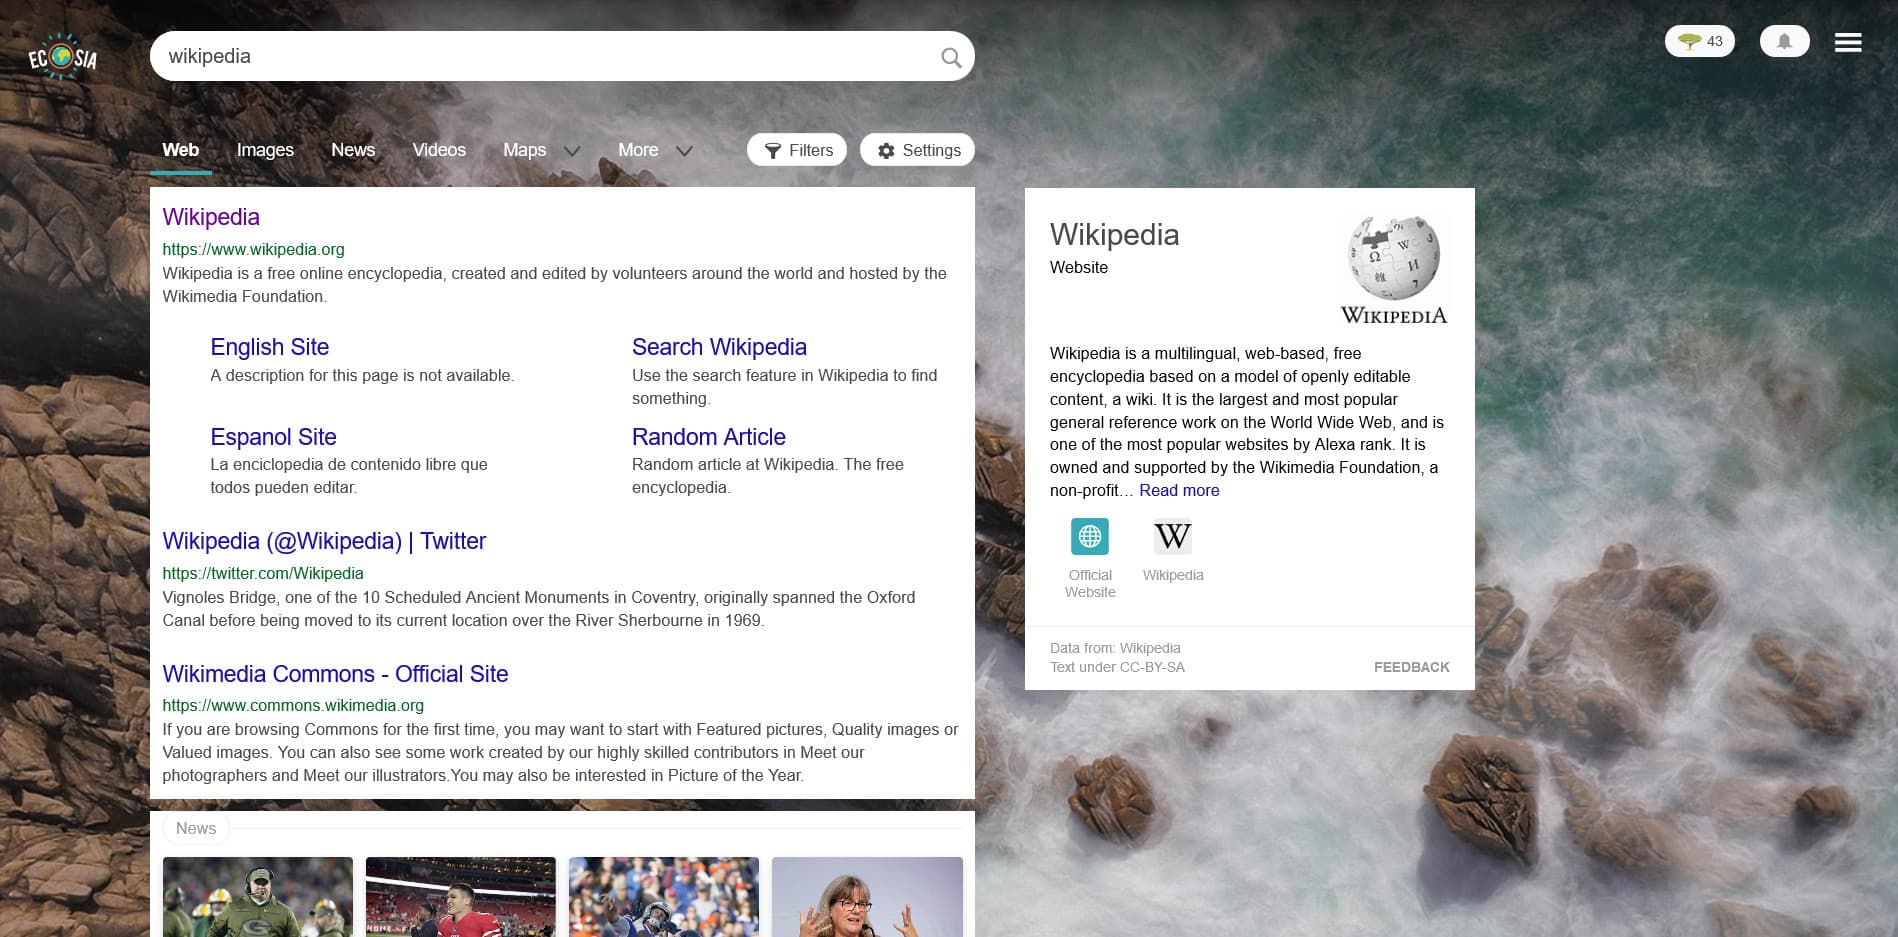 ECOSIA
wikipedia
43
Web Images News Videos Maps More Filters Settings
Wikipedia
https://www.wikipedia.org
Wikipedia is a free online encyclopedia, created and edited by volunteers around the world and hosted by the
Wikimedia Foundation.
English Site
A description for this page is not available.
Search Wikipedia
Use the search feature in Wikipedia to find
something.
Espanol Site
La enciclopedia de contenido libre que
todos pueden editar.
Random Article
Random article at Wikipedia. The free
encyclopedia.
Wikipedia (@Wikipedia) | Twitter
https://twitter.com/Wikipedia
Vignoles Bridge, one of the 10 Scheduled Ancient Monuments in Coventry, originally spanned the Oxford
Canal before being moved to its current location over the River Sherbourne in 1969.
Wikimedia Commons - Official Site
https://www.commons.wikimedia.org
If you are browsing Commons for the first time, you may want to start with Featured pictures, Quality images or
Valued images. You can also see some work created by our highly skilled contributors in Meet our
photographers and Meet our illustrators.You may also be interested in Picture of the Year.
News
Wikipedia
Website
WIKIPEDIA
Wikipedia is a multilingual, web-based, free
encyclopedia based on a model of openly editable
content, a wiki. It is the largest and most popular
general reference work on the World Wide Web, and is
one of the most popular websites by Alexa rank. It is
owned and supported by the Wikimedia Foundation, a
non-profit… Read more
W
Official
Website
Wikipedia
Data from: Wikipedia
Text under CC-BY-SA
FEEDBACK